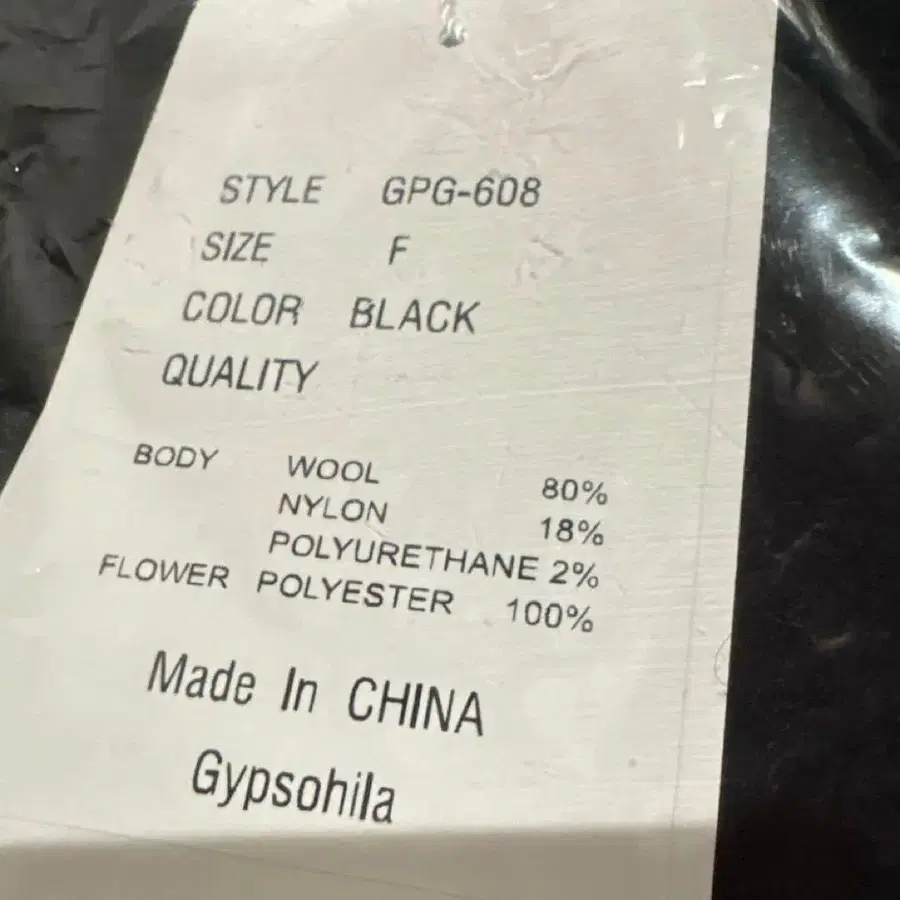 STYLE GPG-608
SIZE F
COLOR BLACK
QUALITY
BODY WOOL 80%
NYLON 18%
POLYURETHANE 2%
FLOWER POLYESTER 100%
Made In CHINA
Gypsohila